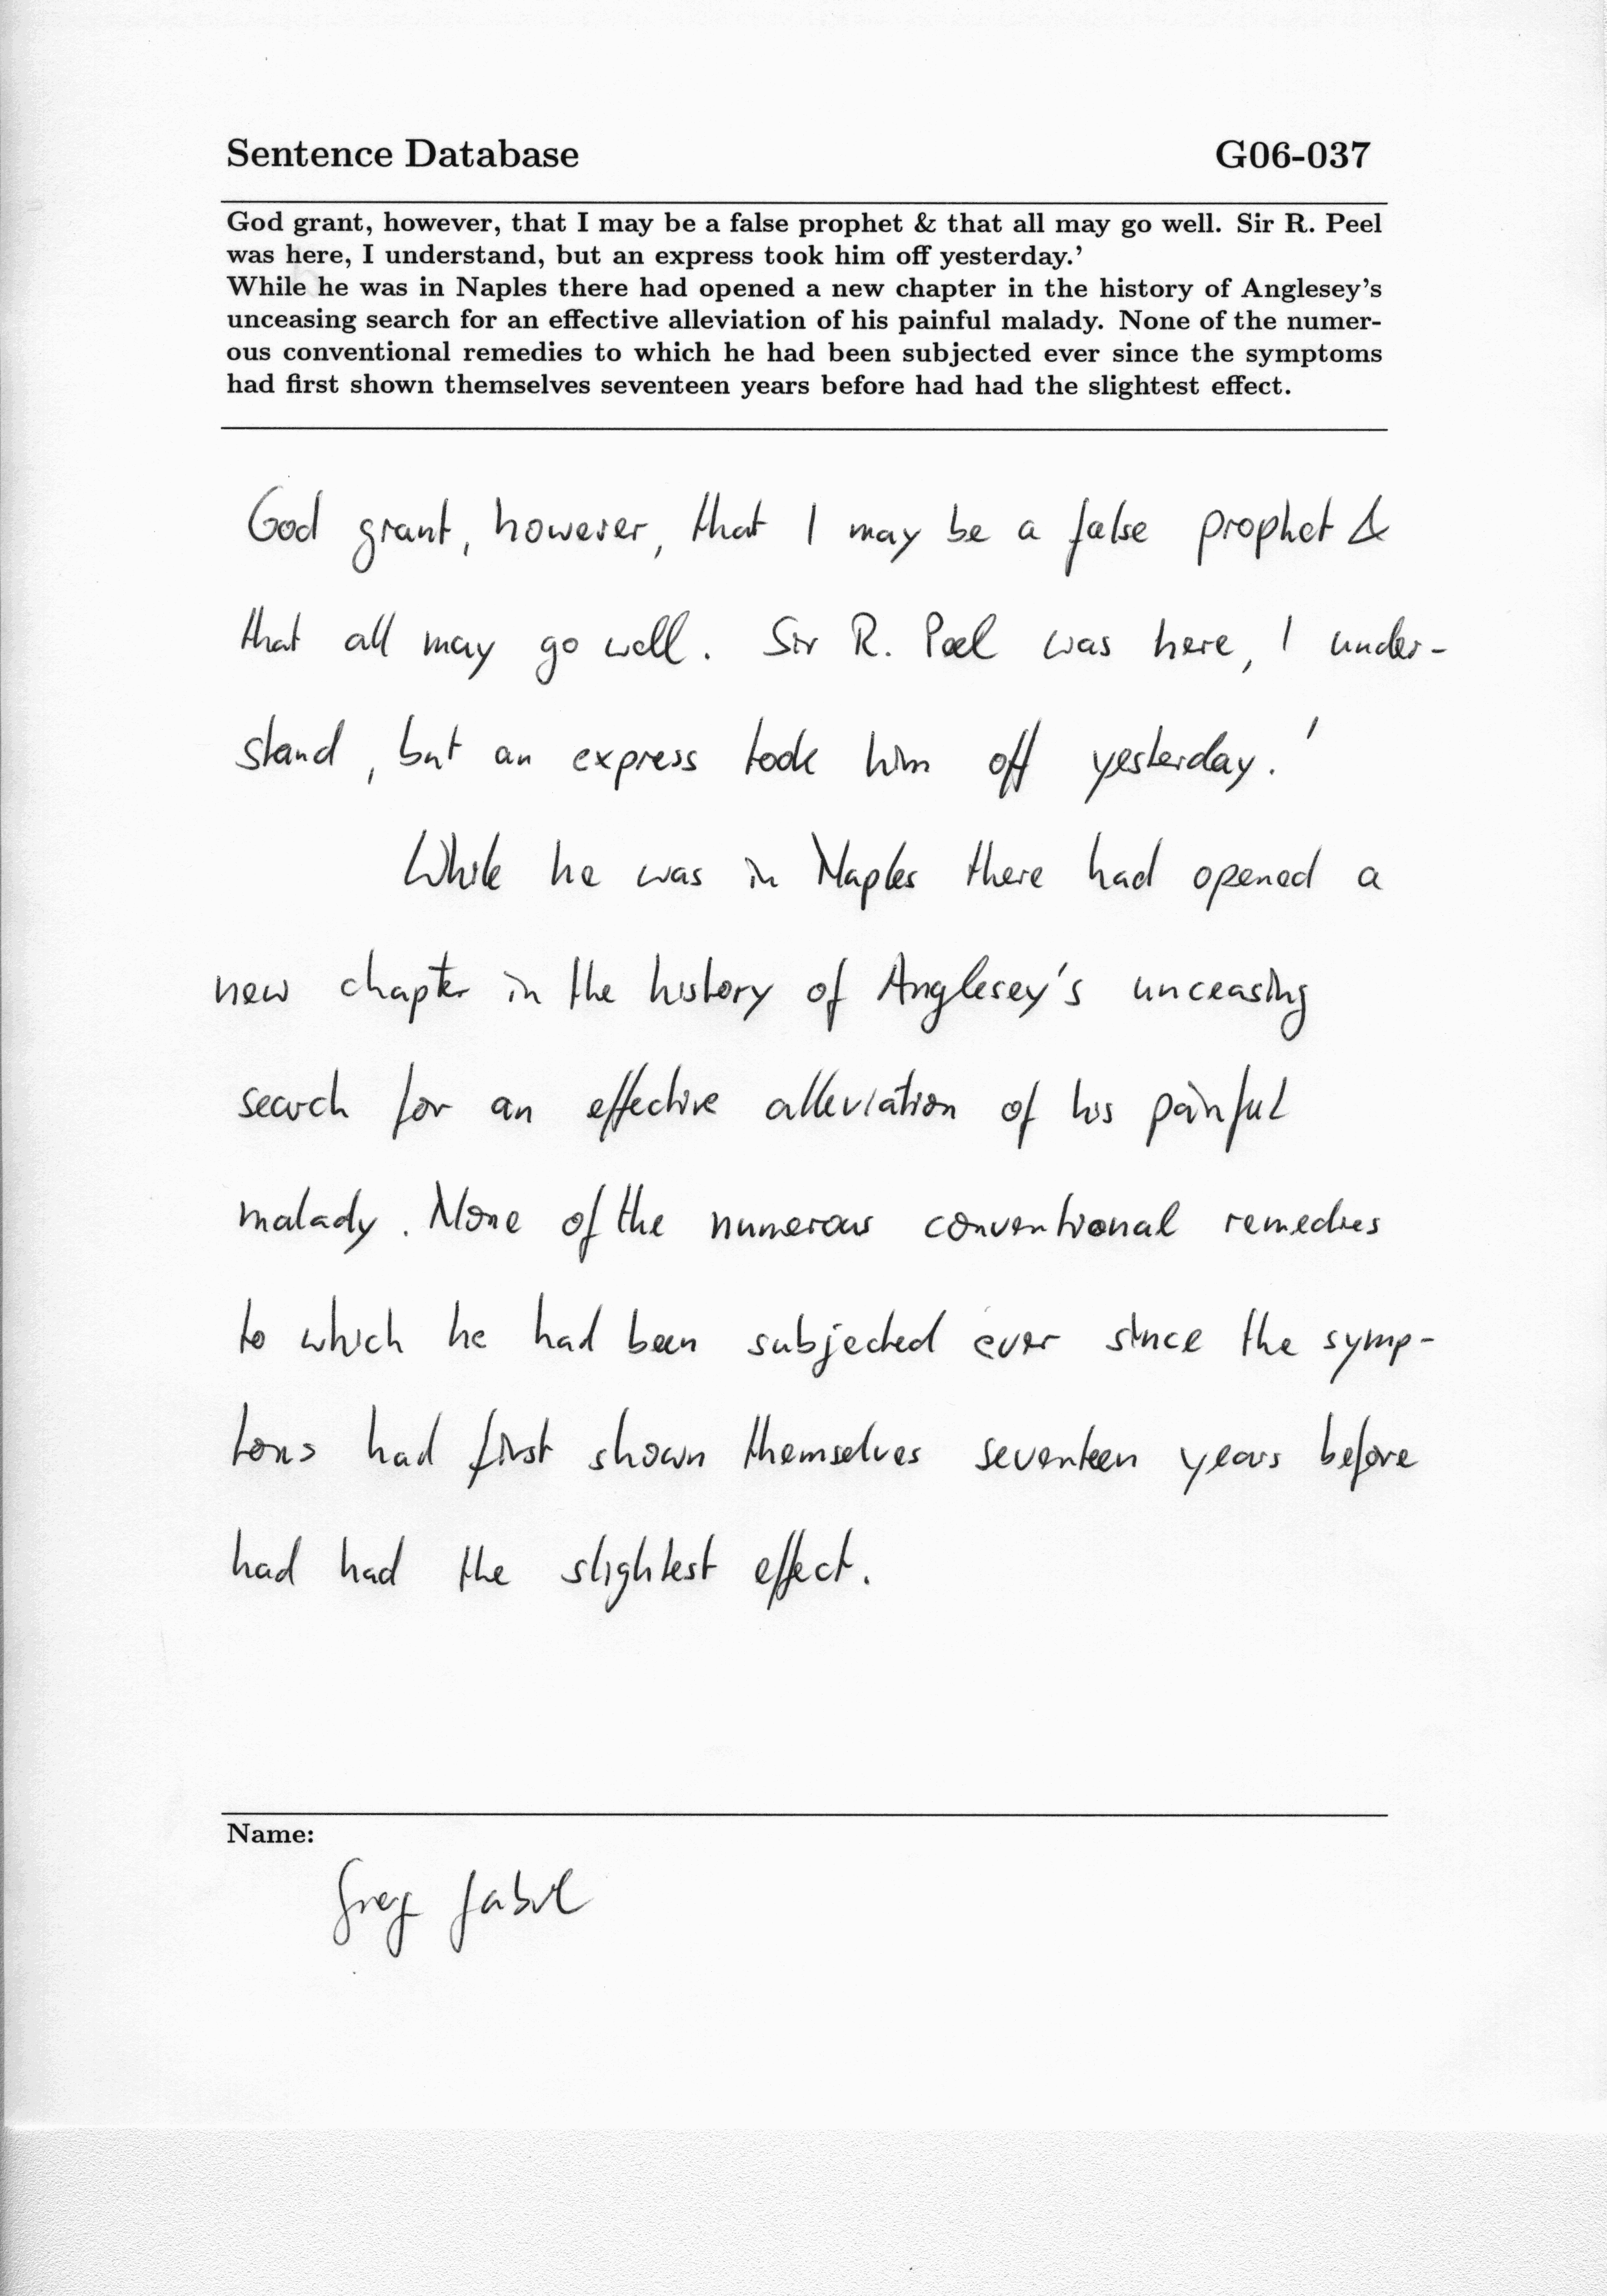 Sentence Database G06-037
God grant, however, that I may be a false prophet & that all may go well. Sir R. Peel
was here, I understand, but an express took him off yesterday.'
While he was in Naples there had opened a new chapter in the history of Anglesey's
unceasing search for an effective alleviation of his painful malady. None of the numer-
ous conventional remedies to which he had been subjected ever since the symptoms
had first shown themselves seventeen years before had had the slightest effect.
God grant, however, that I may be a false prophet &
that all may go well. Sir R. Peel was here, I under-
stand, but an express took him off yesterday.'
While he was in Naples there had opened a
new chapter in the history of Anglesey's unceasing
search for an effective alleviation of his painful
malady. None of the numerous conventional remedies
to which he had been subjected ever since the symp-
toms had first shown themselves seventeen years before
had had the slightest effect.
Name:
Greg